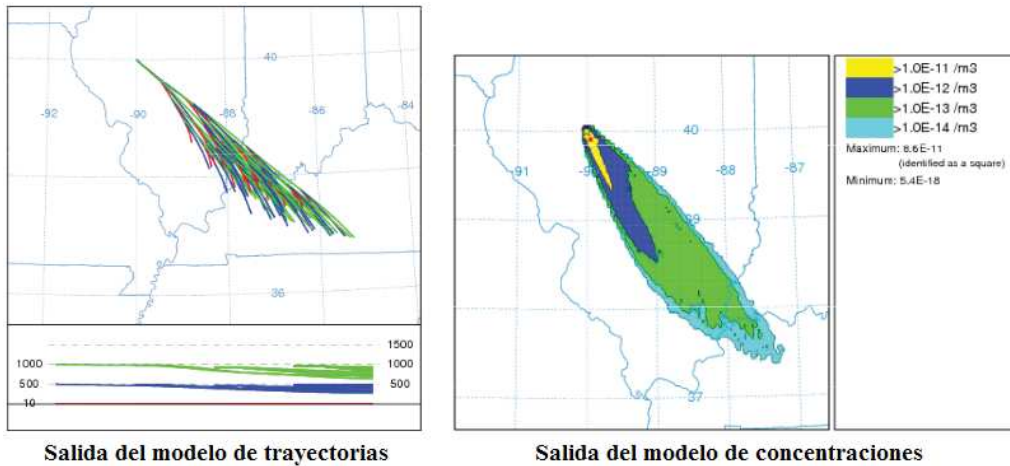 40
-92 -90 -88 -86 -84
36
1500
1000 1000
500 500
10
Salida del modelo de trayectorias
40
-91 -89 -88 -87
37
>1.0E-11 /m3
>1.0E-12 /m3
>1.0E-13 /m3
>1.0E-14 /m3
Maximum: 8.6E-11
(identified as a square)
Minimum: 5.4E-18
Salida del modelo de concentraciones